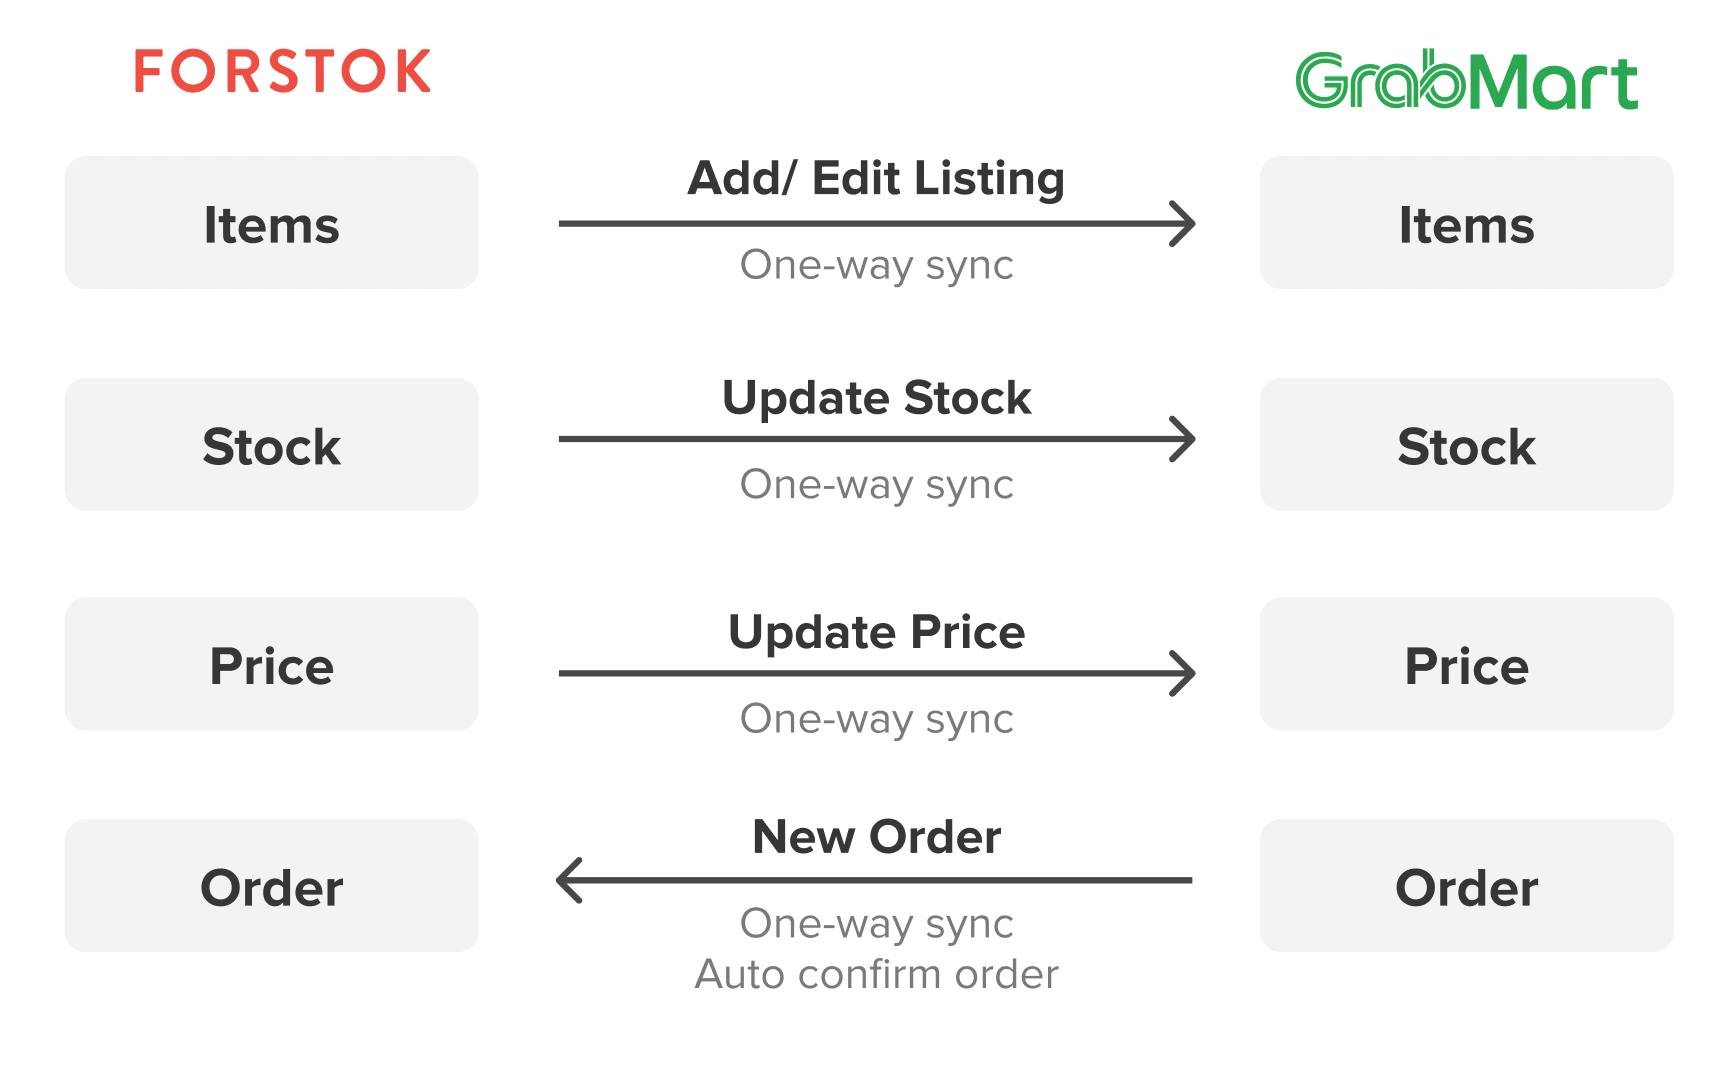 FORSTOK
GrabMart
Items
Add/ Edit Listing
One-way sync
Items
Stock
Update Stock
One-way sync
Stock
Price
Update Price
One-way sync
Price
Order
New Order
One-way sync
Auto confirm order
Order